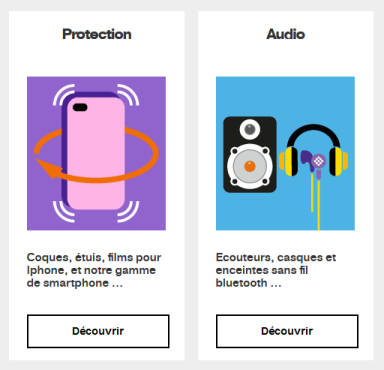 Protection
Coques, étuis, films pour
Iphone, et notre gamme
de smartphone ...
Découvrir
Audio
Ecouteurs, casques et
enceintes sans fil
bluetooth ...
Découvrir